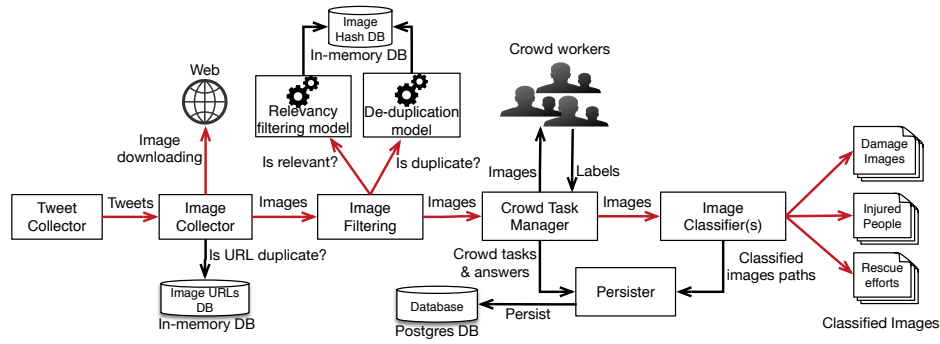 Image
Hash DB
In-memory DB
Crowd workers
Web
Relevancy
filtering model
De-duplication
model
Image
downloading
Is relevant?
Is duplicate?
Images
Labels
Damage
Images
Tweet
Collector
Tweets
Image
Collector
Images
Image
Filtering
Images
Crowd Task
Manager
Images
Image
Classifier(s)
Injured
People
Is URL duplicate?
Crowd tasks
& answers
Classified
images paths
Rescue
efforts
Image URLs
DB
In-memory DB
Database
Postgres DB
Persist
Persister
Classified Images